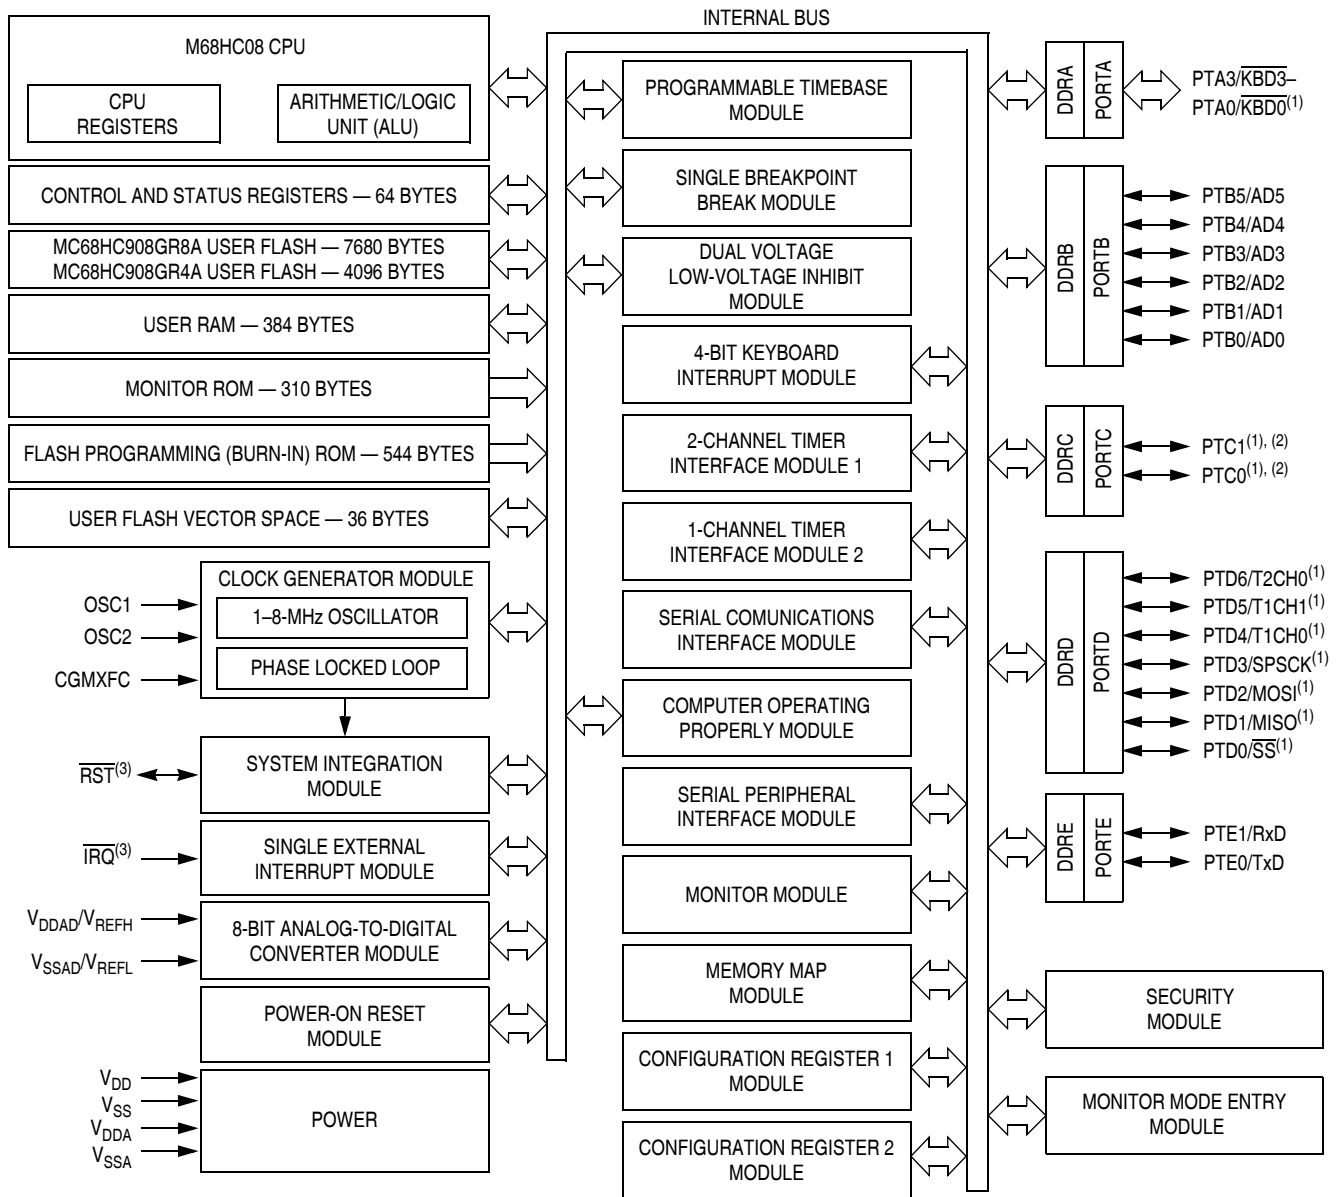 INTERNAL BUS
M68HC08 CPU
CPU
REGISTERS
ARITHMETIC/LOGIC
UNIT (ALU)
CONTROL AND STATUS REGISTERS — 64 BYTES
MC68HC908GR8A USER FLASH — 7680 BYTES
MC68HC908GR4A USER FLASH — 4096 BYTES
USER RAM — 384 BYTES
MONITOR ROM — 310 BYTES
FLASH PROGRAMMING (BURN-IN) ROM — 544 BYTES
USER FLASH VECTOR SPACE — 36 BYTES
CLOCK GENERATOR MODULE
1–8-MHz OSCILLATOR
PHASE LOCKED LOOP
OSC1
OSC2
CGMXFC
SYSTEM INTEGRATION
MODULE
RST(3)
SINGLE EXTERNAL
INTERRUPT MODULE
IRQ(3)
8-BIT ANALOG-TO-DIGITAL
CONVERTER MODULE
VDDAD/VREFH
VSSAD/VREFL
POWER-ON RESET
MODULE
POWER
VDD
VSS
VDDA
VSSA
PROGRAMMABLE TIMEBASE
MODULE
SINGLE BREAKPOINT
BREAK MODULE
DUAL VOLTAGE
LOW-VOLTAGE INHIBIT
MODULE
4-BIT KEYBOARD
INTERRUPT MODULE
2-CHANNEL TIMER
INTERFACE MODULE 1
1-CHANNEL TIMER
INTERFACE MODULE 2
SERIAL COMUNICATIONS
INTERFACE MODULE
COMPUTER OPERATING
PROPERLY MODULE
SERIAL PERIPHERAL
INTERFACE MODULE
MONITOR MODULE
MEMORY MAP
MODULE
CONFIGURATION REGISTER 1
MODULE
CONFIGURATION REGISTER 2
MODULE
DDRA
PORTA
PTA3/KBD3–
PTA0/KBD0(1)
DDRB
PORTB
PTB5/AD5
PTB4/AD4
PTB3/AD3
PTB2/AD2
PTB1/AD1
PTB0/AD0
DDRC
PORTC
PTC1(1), (2)
PTC0(1), (2)
DDRD
PORTD
PTD6/T2CH0(1)
PTD5/T1CH1(1)
PTD4/T1CH0(1)
PTD3/SPSCK(1)
PTD2/MOSI(1)
PTD1/MISO(1)
PTD0/SS(1)
DDRE
PORTE
PTE1/RxD
PTE0/TxD
SECURITY
MODULE
MONITOR MODE ENTRY
MODULE